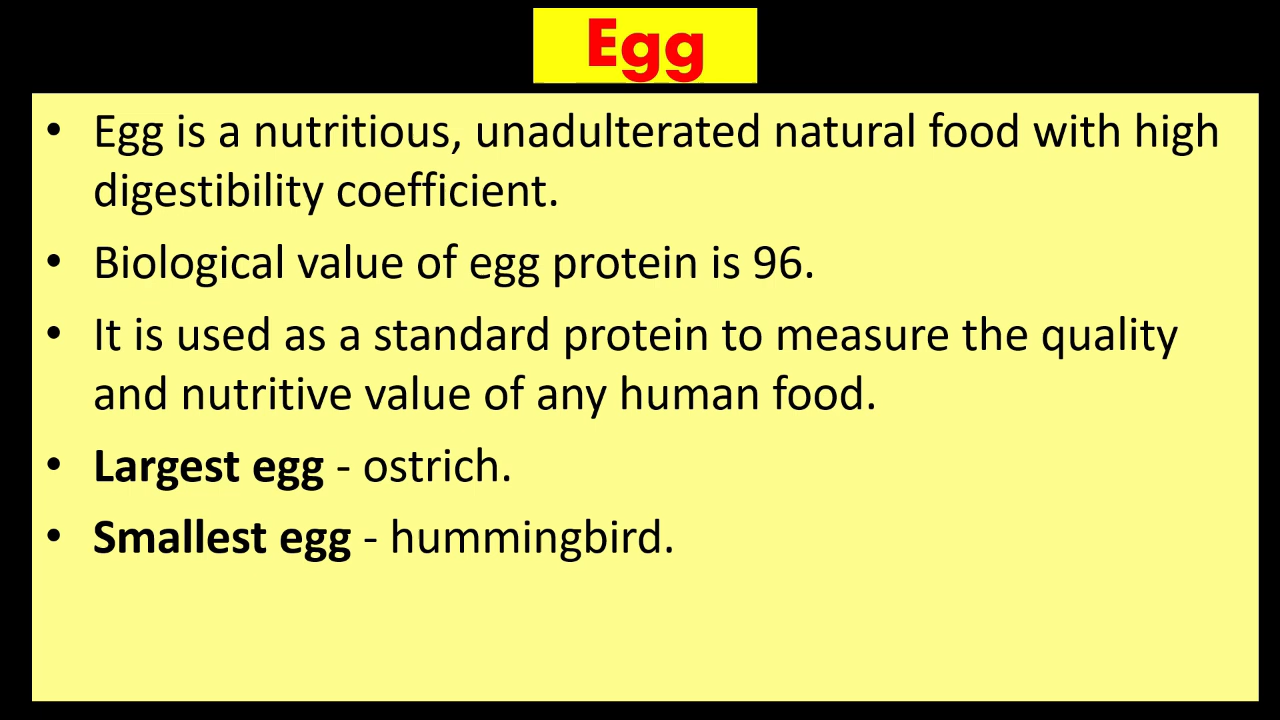 Egg
• Egg is a nutritious, unadulterated natural food with high
digestibility coefficient.
• Biological value of egg protein is 96.
• It is used as a standard protein to measure the quality
and nutritive value of any human food.
• Largest egg - ostrich.
• Smallest egg - hummingbird.